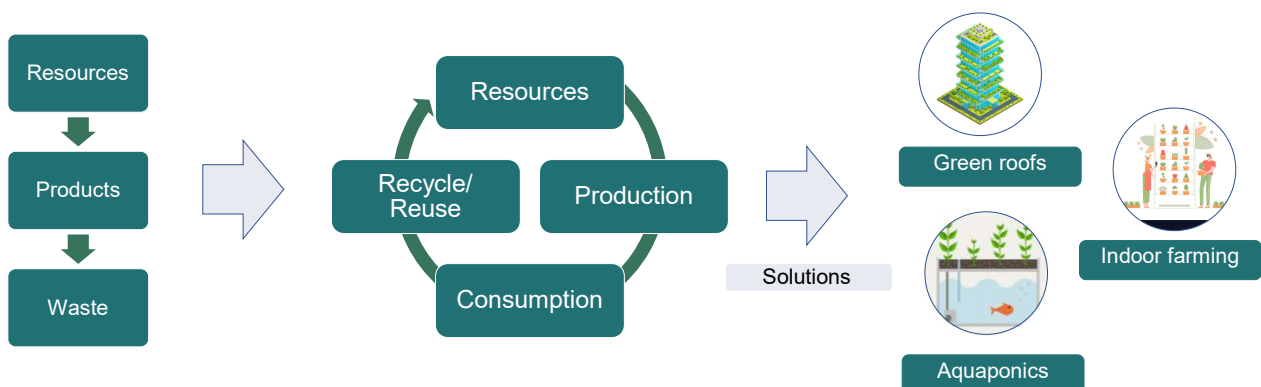 Resources
Products
Waste
Resources
Production
Consumption
Recycle/
Reuse
Solutions
Green roofs
Indoor farming
Aquaponics